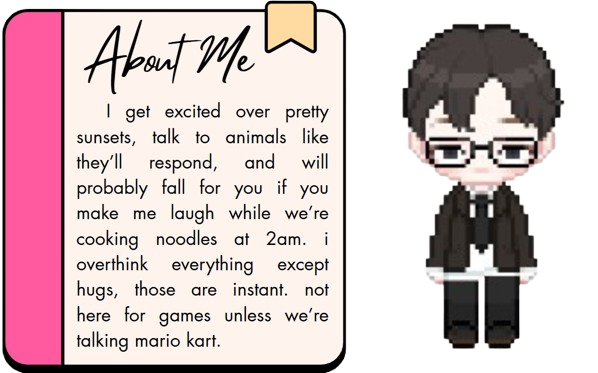 About Me
I get excited over pretty
sunsets, talk to animals like
they'll respond, and will
probably fall for you if you
make me laugh while we're
cooking noodles at 2am. i
overthink everything except
hugs, those are instant. not
here for games unless we're
talking mario kart.